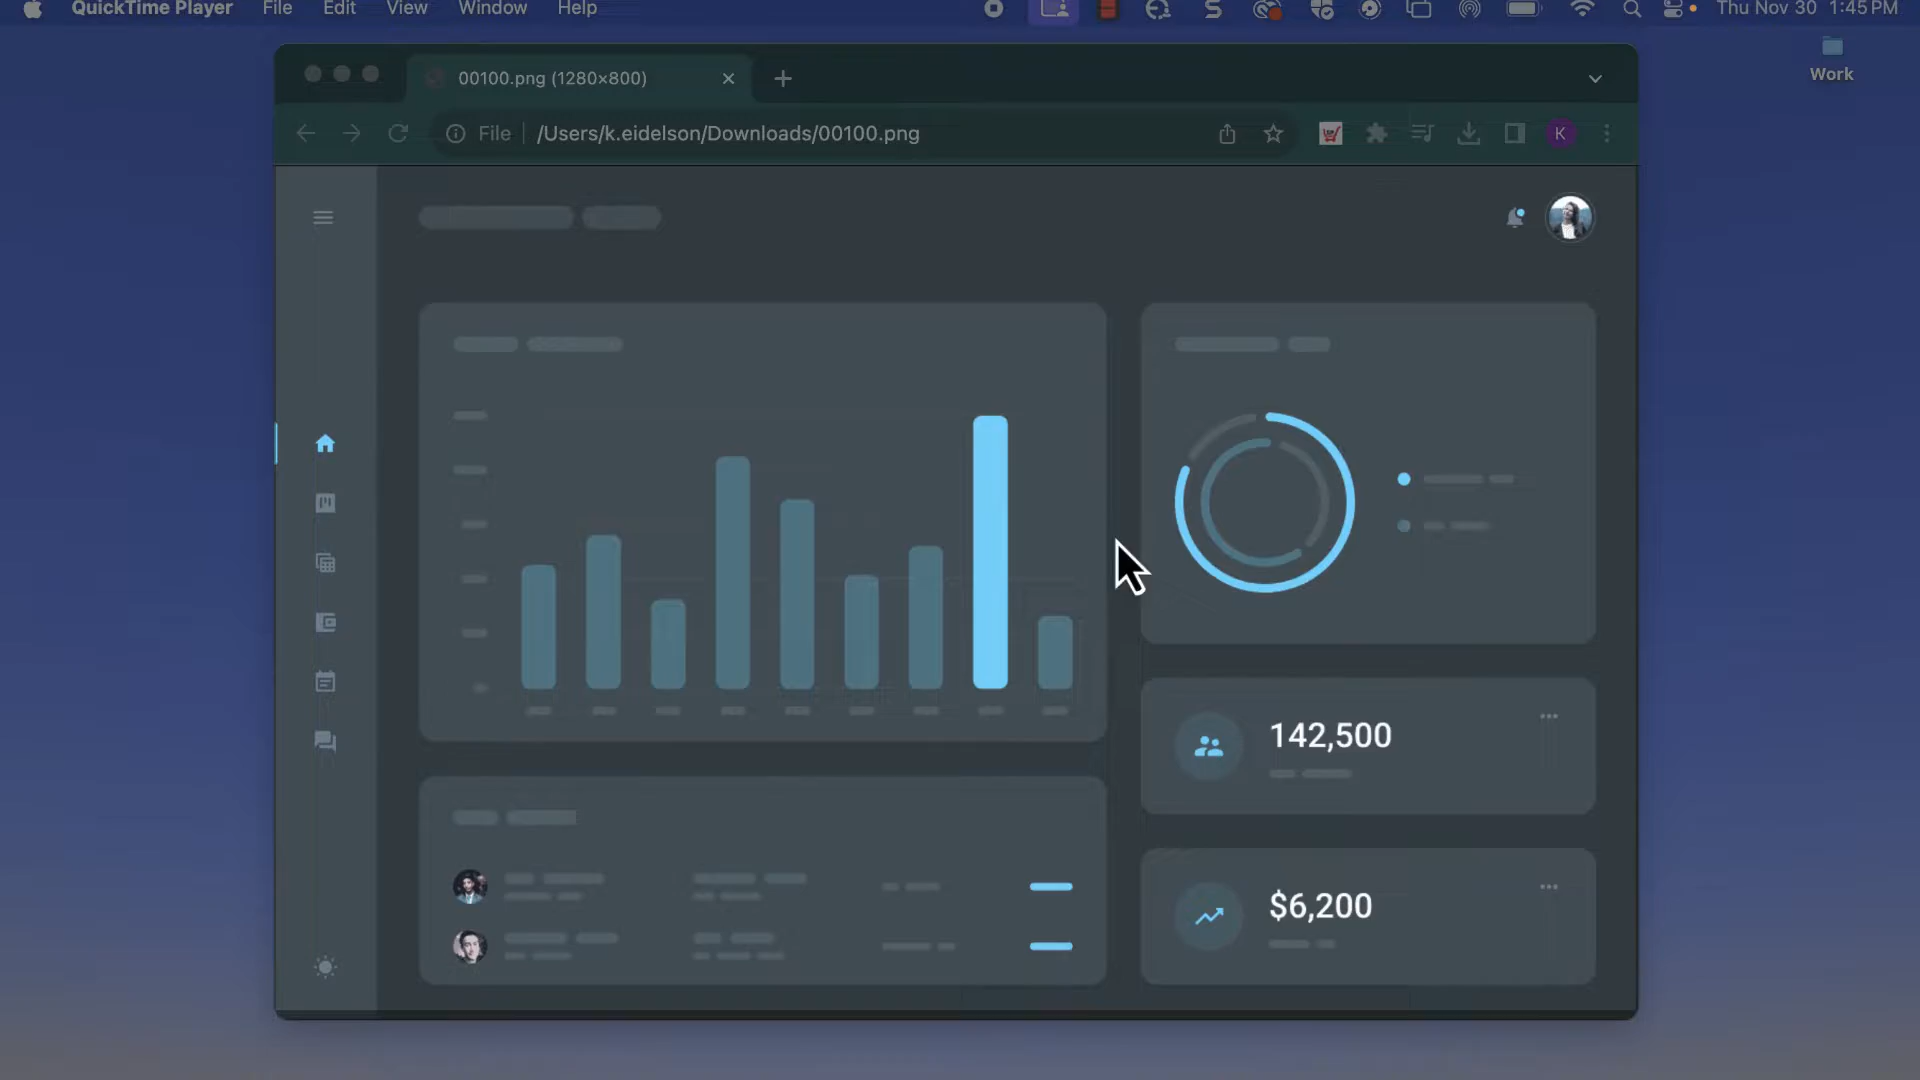 QuickTime Player File Edit View Window Help Thu Nov 30 1:45 PM
Work
00100.png (1280×800)
File /Users/k.eidelson/Downloads/00100.png
K
142,500
$6,200